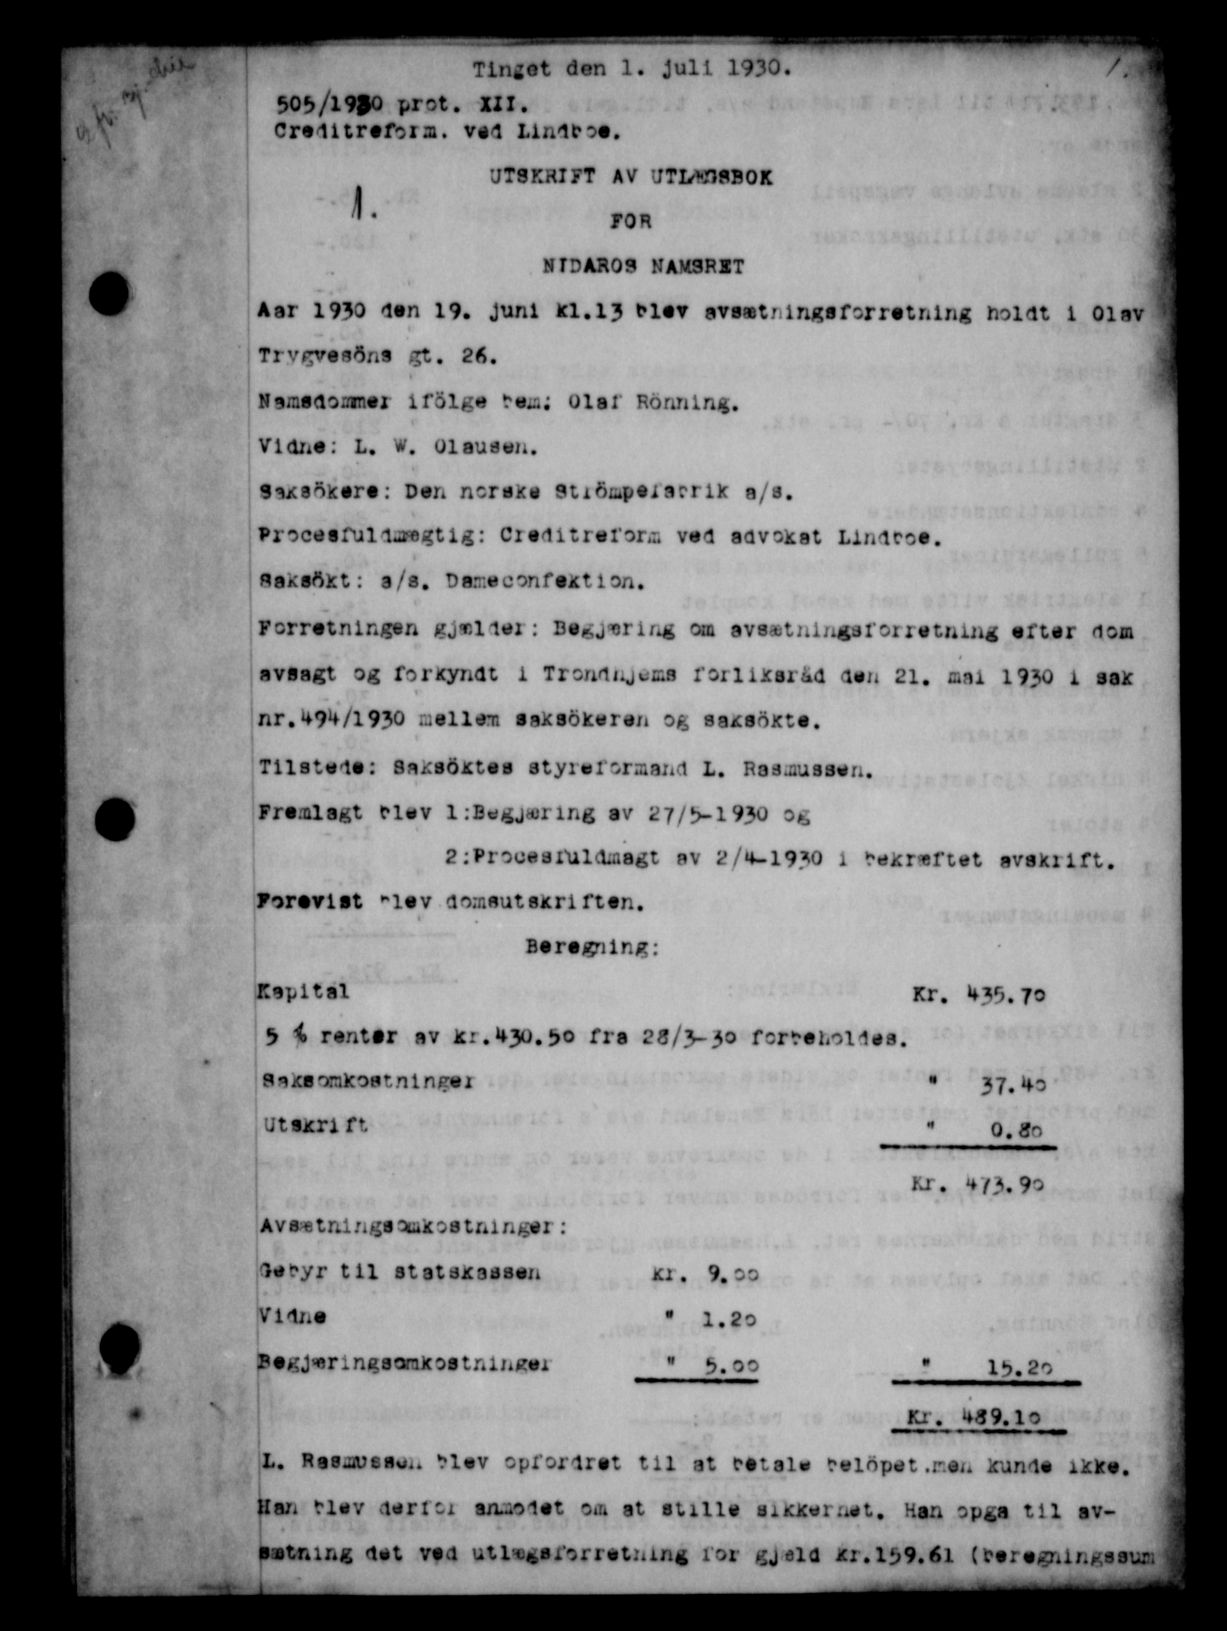 Tinget den 1. juli 1930.
1.
505/1930 prot. XII.
Creditreform. ved Lindboe.
UTSKRIFT AV UTLÆGSBOK
1.
FOR
NIDAROS NAMSRET
Aar 1930 den 19. juni kl.13 blev avsætningsforretning holdt i Olav
Trygvesöns gt. 26.
Namsdommer ifölge bem: Olaf Rönning.
Vidne: L. W. Olausen.
Saksökere: Den norske Strömpefabrik a/s.
Procesfuldmægtig: Creditreform ved advokat Lindboe.
Saksökt: a/s. Dameconfektion.
Forretningen gjælder: Begjæring om avsætningsforretning efter dom
avsagt og forkyndt i Trondhjems forliksråd den 21. mai 1930 i sak
nr.494/1930 mellem saksökeren og saksökte.
Tilstede: Saksöktes styreformand L. Rasmussen.
Fremlagt blev 1:Begjæring av 27/5-1930 og
2:Procesfuldmagt av 2/4-1930 i bekræftet avskrift.
Forevist blev domsutskriften.
Beregning:
Kapital Kr. 435.70
5 % renter av kr.430.50 fra 28/3-30 forbeholdes.
Saksomkostninger " 37.40
Utskrift " 0.80
Kr. 473.90
Avsætningsomkostninger:
Gebyr til statskassen kr. 9.00
Vidne " 1.20
Begjæringsomkostninger " 5.00 " 15.20
Kr. 489.10
L. Rasmussen blev opfordret til at betale belöpet.men kunde ikke.
Han blev derfor anmodet om at stille sikkerhet. Han opga til av-
sætning det ved utlægsforretning for gjæld kr.159.61 (beregningssum